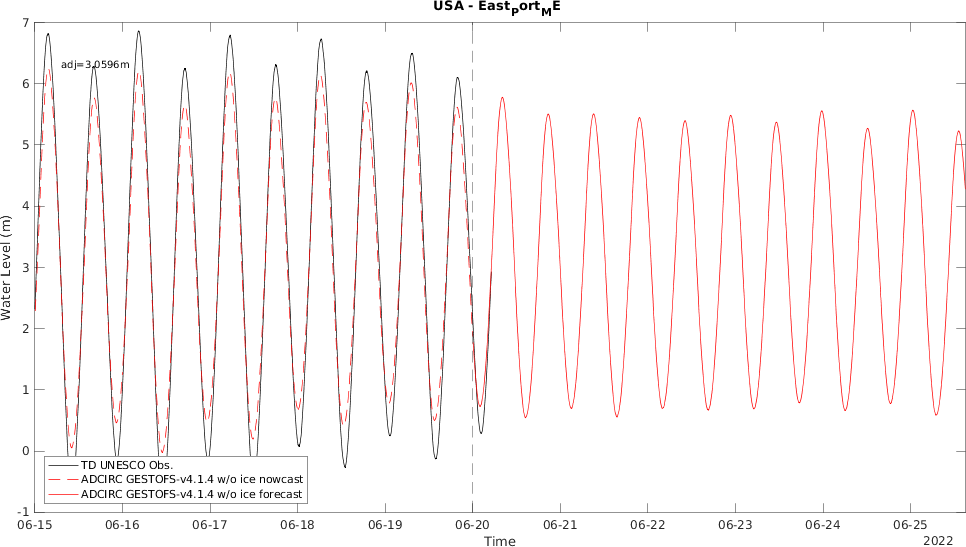 USA - EastPortME
adj=3.0596m
7
6
5
4
3
2
1
0
-1
Water Level (m)
TD UNESCO Obs.
ADCIRC GESTOFS-v4.1.4 w/o ice nowcast
ADCIRC GESTOFS-v4.1.4 w/o ice forecast
06-15 06-16 06-17 06-18 06-19 06-20 06-21 06-22 06-23 06-24 06-25
Time
2022